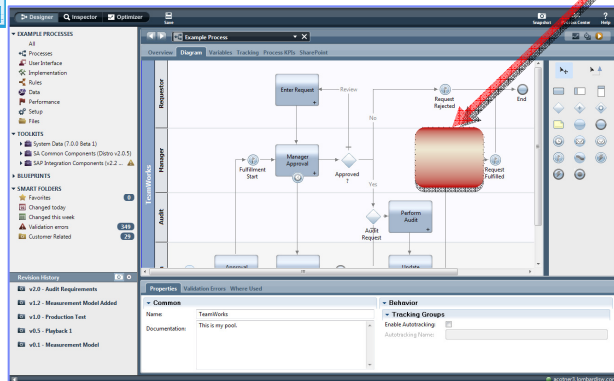 Designer
Inspector
Optimizer
Save
Snapshot
Process Center
Help
Example Process
EXAMPLE PROCESSES
All
Processes
User Interface
Implementation
Rules
Data
Performance
Setup
Files
TOOLKITS
System Data (7.0.0 Beta 1)
SA Common Components (Distro v2.0.5)
SAP Integration Components (v2.2 ...
BLUEPRINTS
SMART FOLDERS
Favorites
Changed today
Changed this week
Validation errors 349
Customer Related 29
Revision History
v2.0 - Audit Requirements
v1.2 - Measurement Model Added
v1.0 - Production Test
v0.5 - Playback 1
v0.1 - Measurement Model
Overview Diagram Variables Tracking Process KPIs SharePoint
TeamWorks
Requestor
Enter Request
Review
No
Request
Rejected
End
Manager
Fulfillment
Start
Manager
Approval
Approved
?
Yes
Request
Fulfilled
Audit
Audit
Request
Perform
Audit
Approval
Update
Properties Validation Errors Where Used
Common
Name: TeamWorks
Documentation: This is my pool.
Behavior
Tracking Groups
Enable Autotracking:
Autotracking Name: